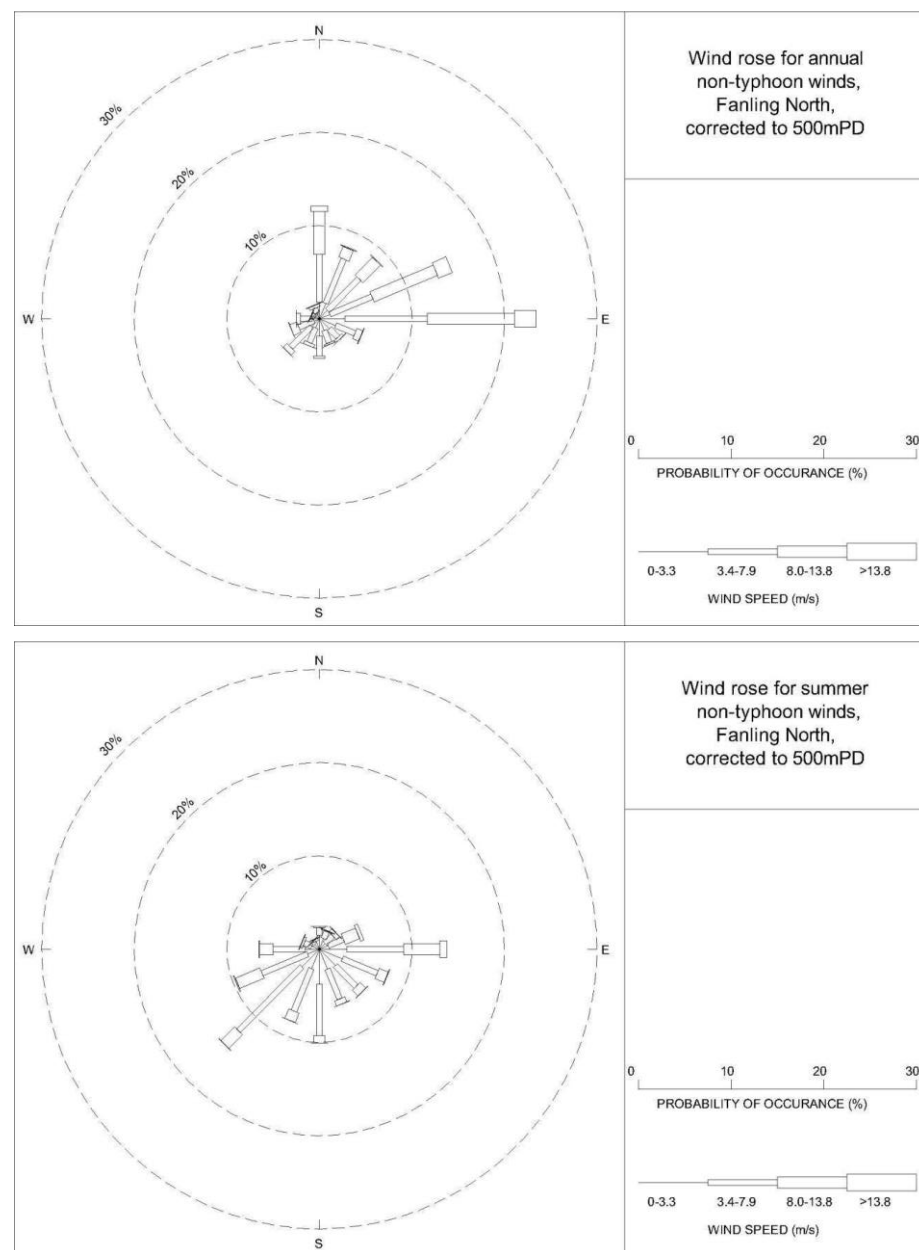 N
30%
20%
10%
W
E
S
Wind rose for annual
non-typhoon winds,
Fanling North,
corrected to 500mPD
0 10 20 30
PROBABILITY OF OCCURANCE (%)
0-3.3 3.4-7.9 8.0-13.8 >13.8
WIND SPEED (m/s)
N
30%
20%
10%
W
E
S
Wind rose for summer
non-typhoon winds,
Fanling North,
corrected to 500mPD
0 10 20 30
PROBABILITY OF OCCURANCE (%)
0-3.3 3.4-7.9 8.0-13.8 >13.8
WIND SPEED (m/s)